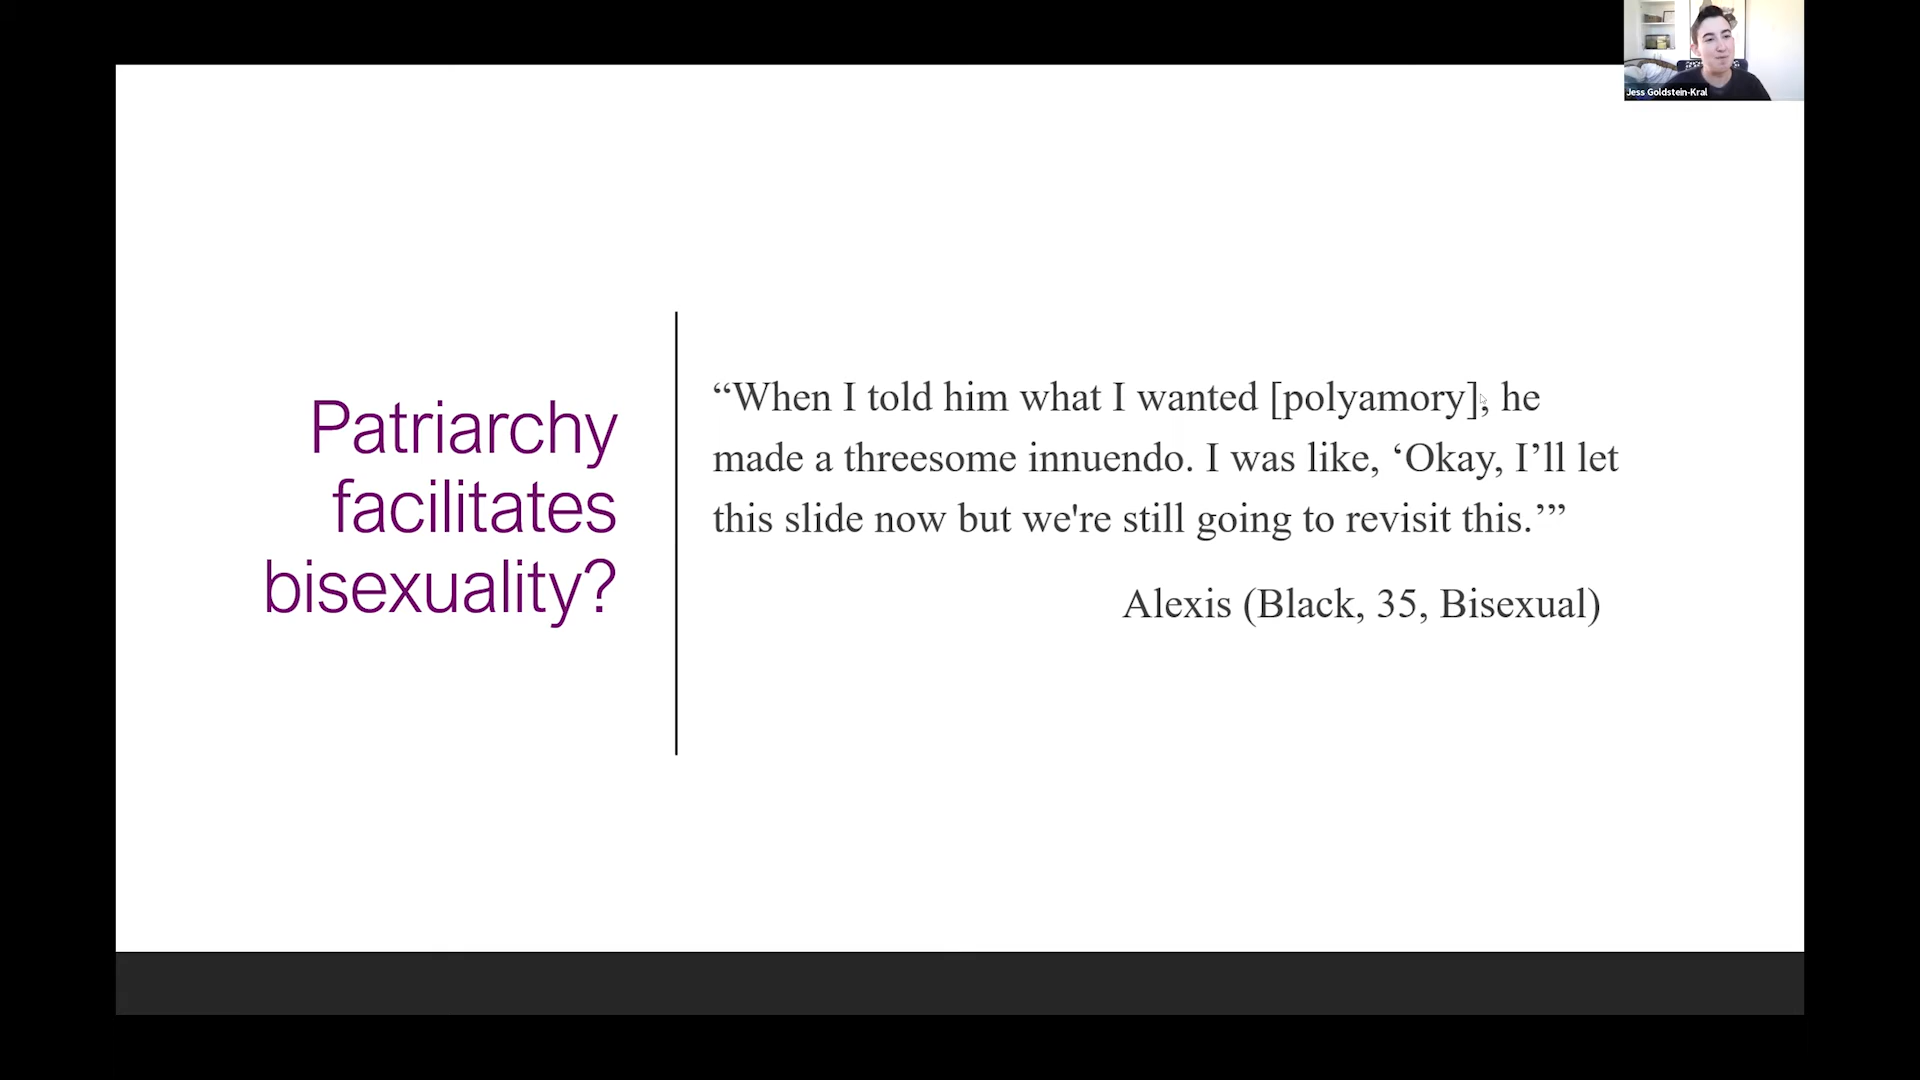 Jess Goldstein-Kral
Patriarchy
facilitates
bisexuality?
“When I told him what I wanted [polyamory], he
made a threesome innuendo. I was like, ‘Okay, I’ll let
this slide now but we're still going to revisit this.’”
Alexis (Black, 35, Bisexual)